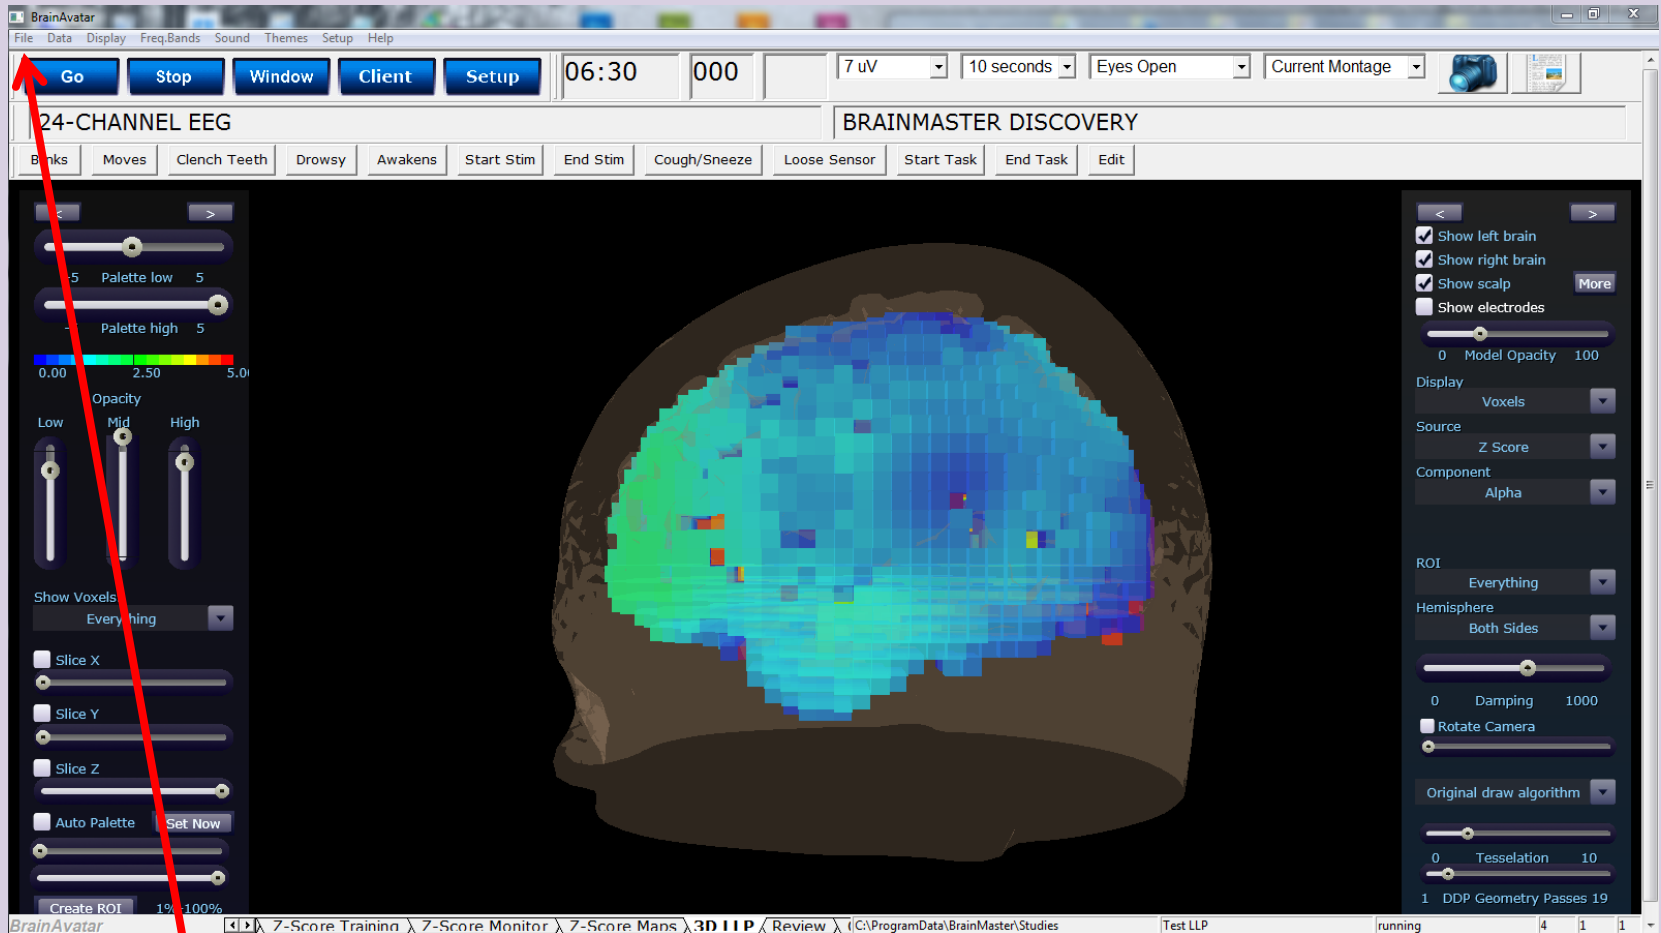 BrainAvatar
File Data Display Freq.Bands Sound Themes Setup Help
Go Stop Window Client Setup 06:30 000 7 uV 10 seconds Eyes Open Current Montage
24-CHANNEL EEG BRAINMASTER DISCOVERY
Moves Clench Teeth Drowsy Awakens Start Stim End Stim Cough/Sneeze Loose Sensor Start Task End Task Edit
< >
-5 Palette low 5
Palette high 5
0.00 2.50 5.0
Opacity
Low Mid High
Show Voxels
Everything
Slice X
Slice Y
Slice Z
Auto Palette Set Now
Create ROI 1%-100%
< >
Show left brain
Show right brain
Show scalp More
Show electrodes
0 Model Opacity 100
Display
Voxels
Source
Z Score
Component
Alpha
ROI
Everything
Hemisphere
Both Sides
0 Damping 1000
Rotate Camera
Original draw algorithm
0 Tesselation 10
1 DDP Geometry Passes 19
BrainAvatar Z-Score Training Z-Score Monitor Z-Score Maps 3D LLP Review C:\ProgramData\BrainMaster\Studies Test LLP running 4 1 1